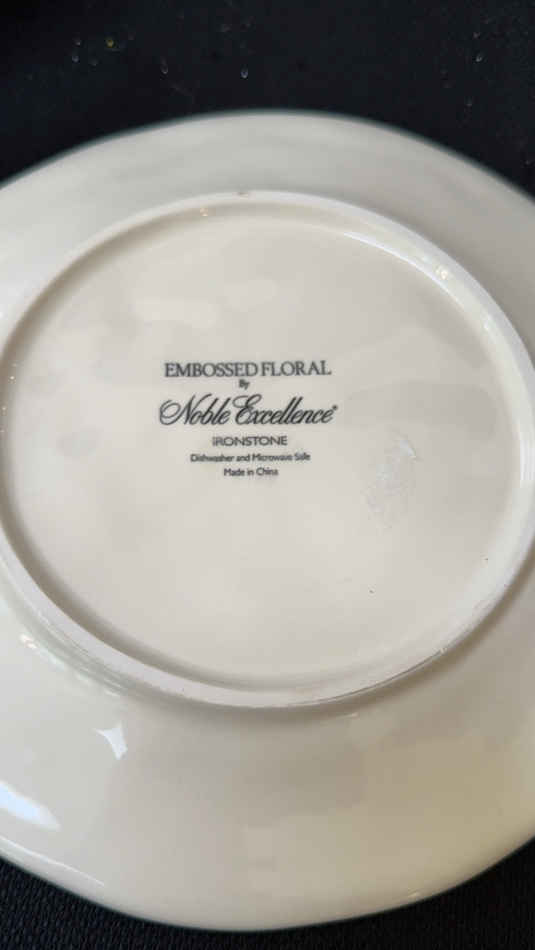 EMBOSSED FLORAL
By
Noble Excellence®
IRONSTONE
Dishwasher and Microwave Safe
Made in China